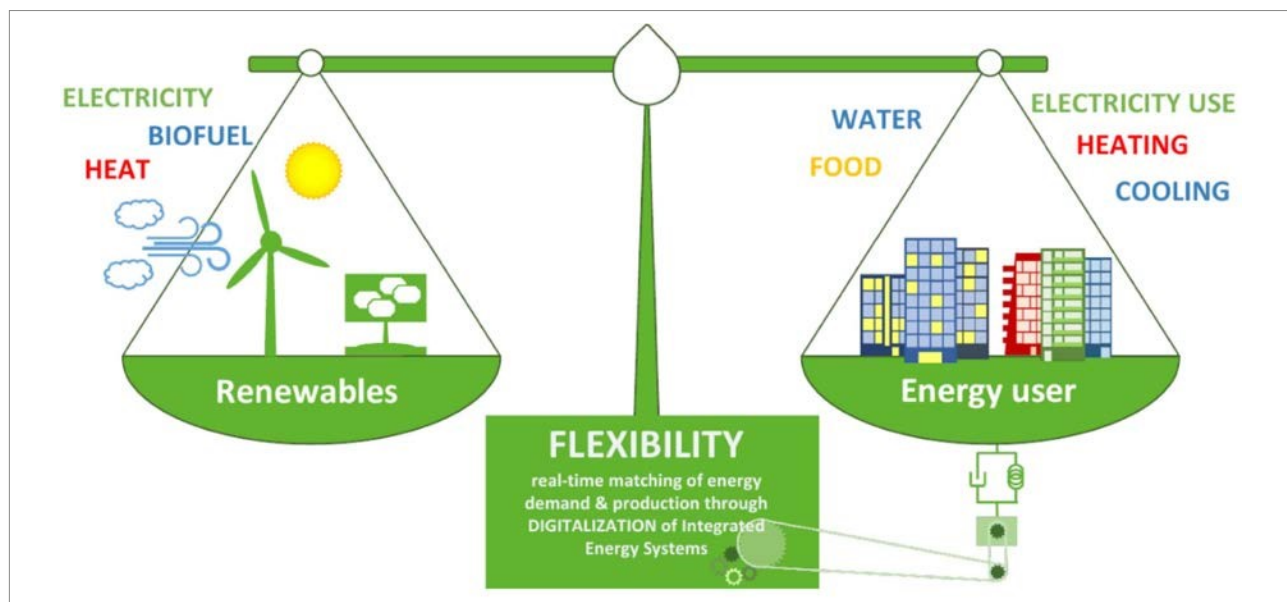 ELECTRICITY
BIOFUEL
HEAT
Renewables
WATER
FOOD
ELECTRICITY USE
HEATING
COOLING
Energy user
FLEXIBILITY
real-time matching of energy
demand & production through
DIGITALIZATION of Integrated
Energy Systems